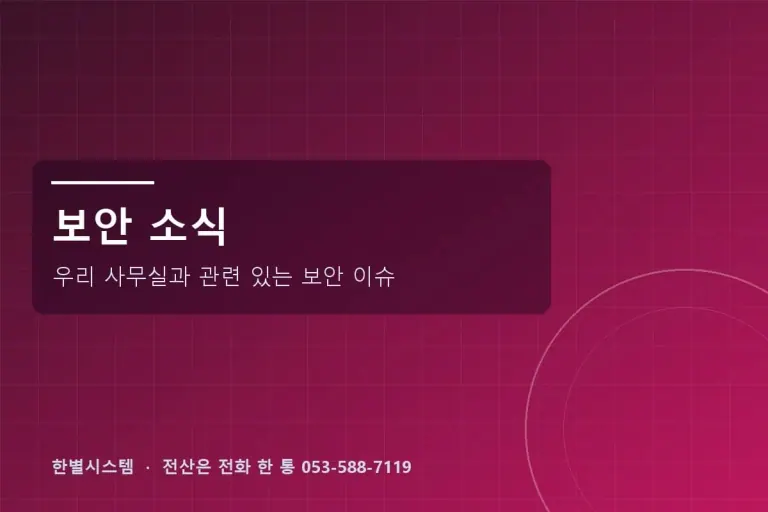 보안 소식
우리 사무실과 관련 있는 보안 이슈
한별시스템 · 전산은 전화 한 통 053-588-7119